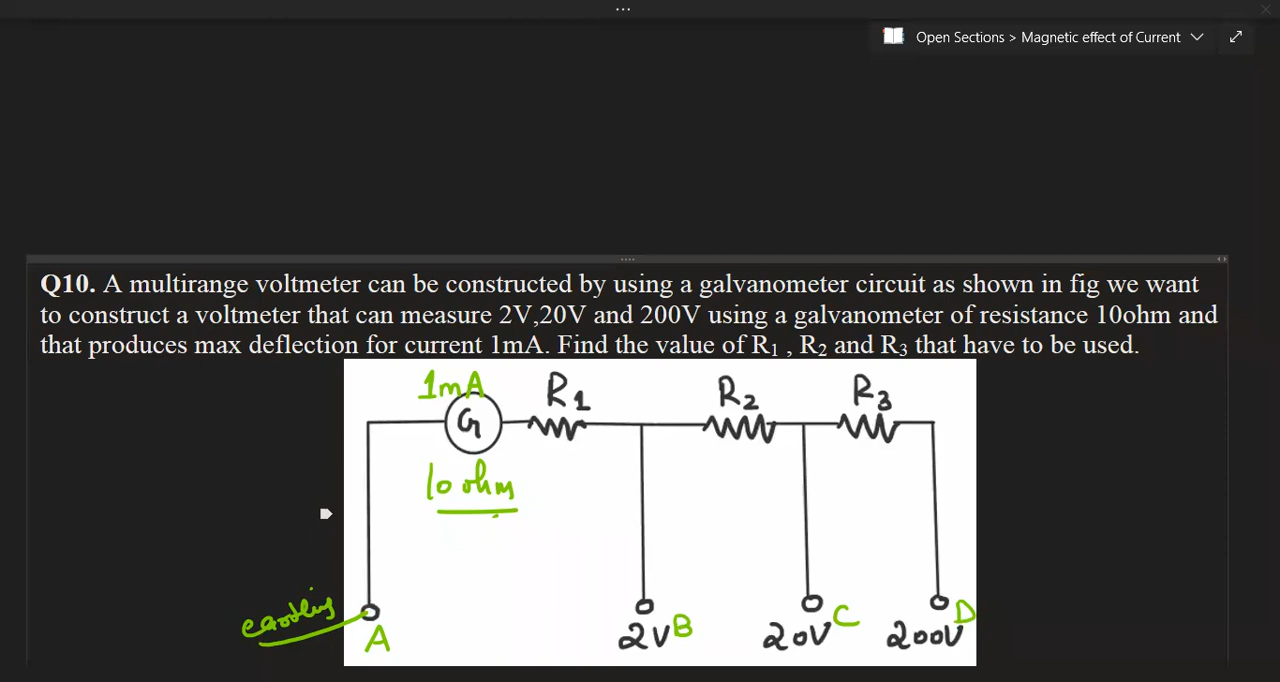 Open Sections > Magnetic effect of Current
Q10. A multirange voltmeter can be constructed by using a galvanometer circuit as shown in fig we want
to construct a voltmeter that can measure 2V,20V and 200V using a galvanometer of resistance 10ohm and
that produces max deflection for current 1mA. Find the value of R1 , R2 and R3 that have to be used.
1mA R1 R2 R3
G
10 ohm
earthing
A
2V B 20V C 200V D